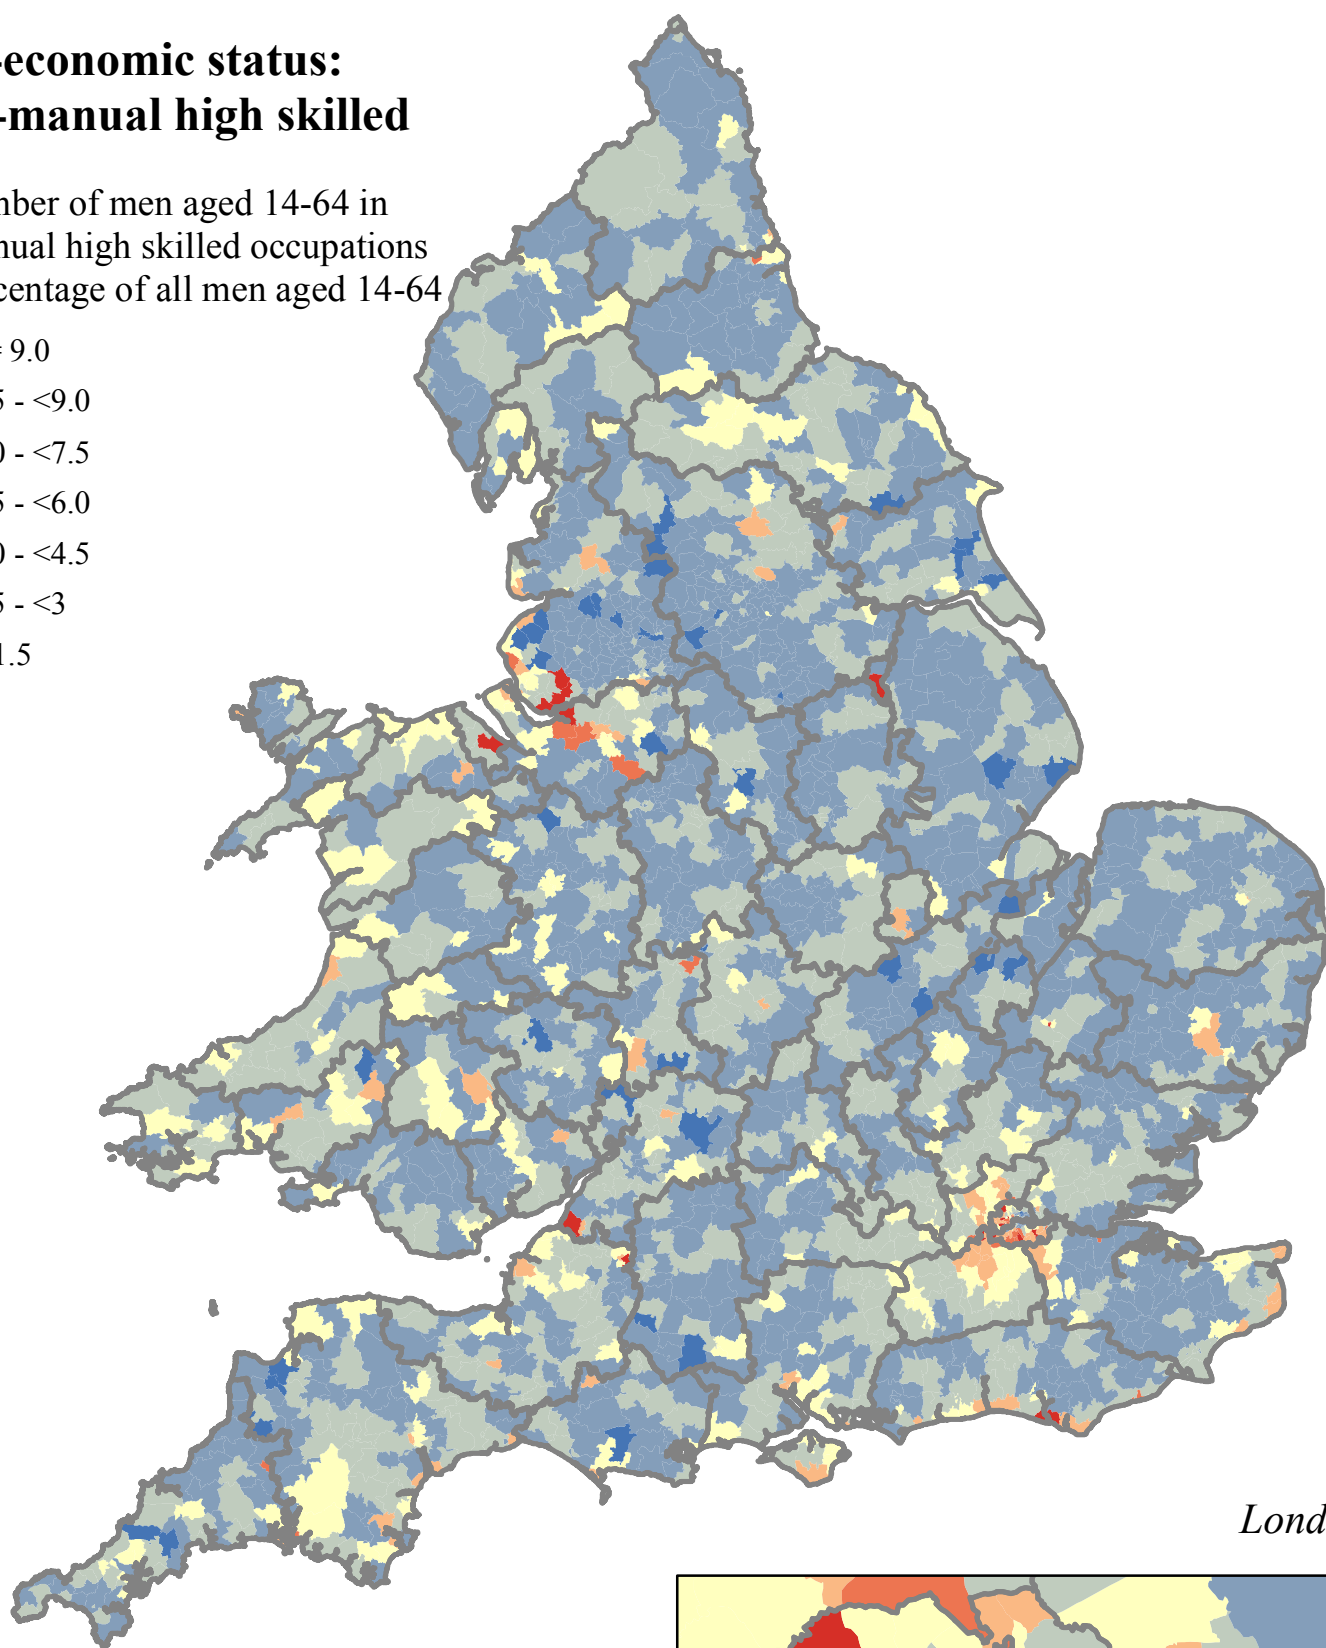 -economic status:
-manual high skilled
nber of men aged 14-64 in
nual high skilled occupations
centage of all men aged 14-64
= 9.0
5 - <9.0
0 - <7.5
5 - <6.0
0 - <4.5
5 - <3
1.5
Lond